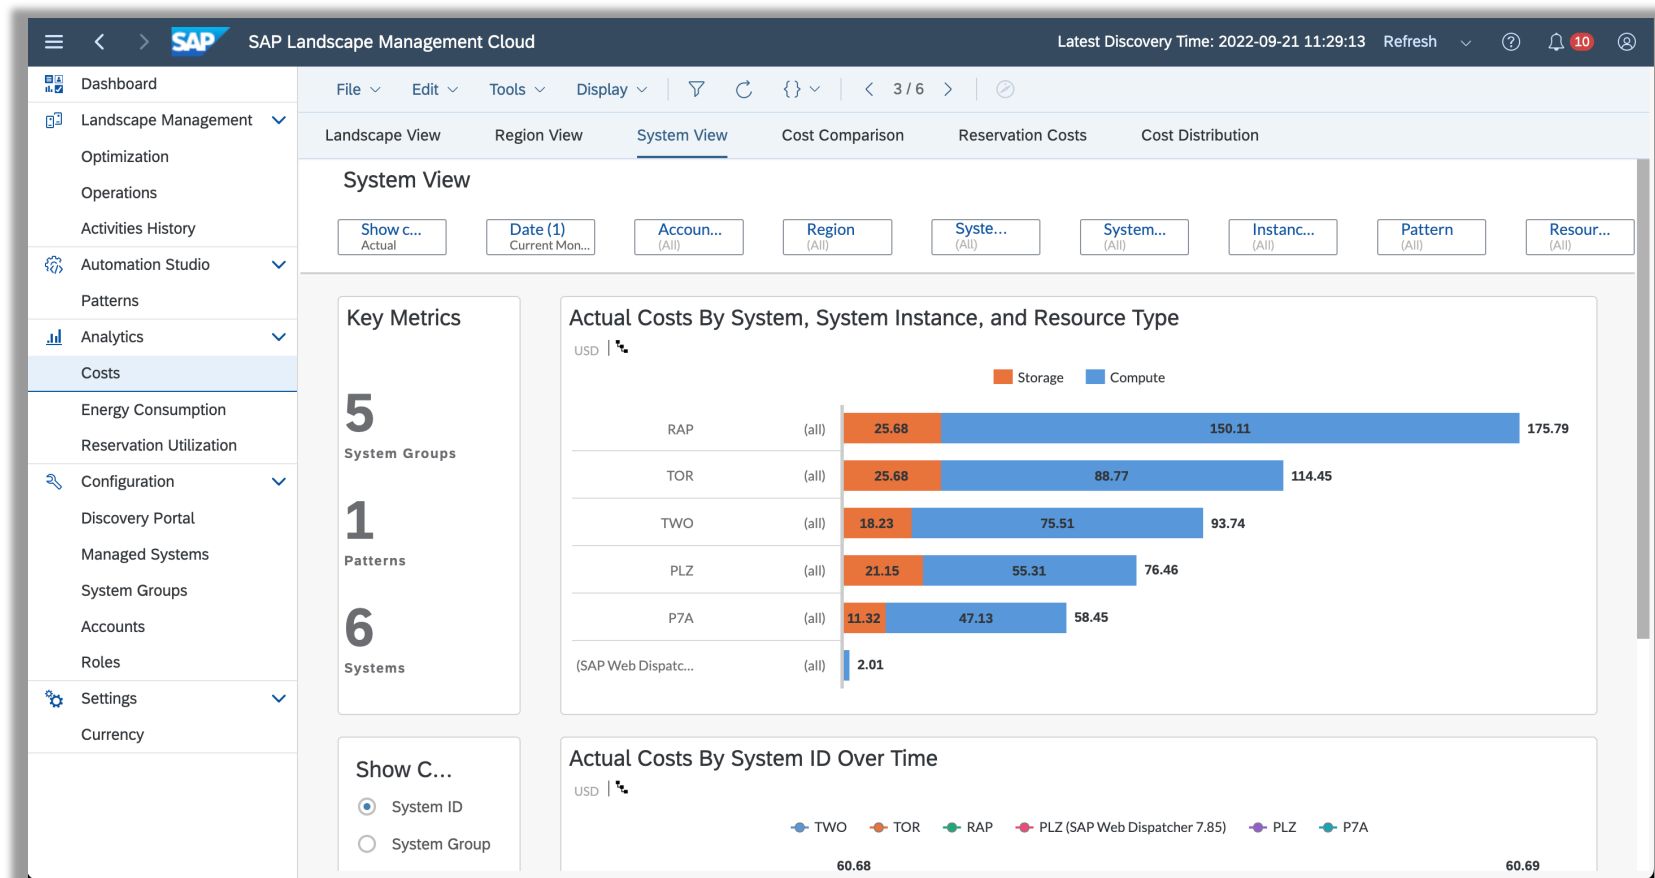 SAP
SAP Landscape Management Cloud
Latest Discovery Time: 2022-09-21 11:29:13
Refresh
10
Dashboard
Landscape Management
Optimization
Operations
Activities History
Automation Studio
Patterns
Analytics
Costs
Energy Consumption
Reservation Utilization
Configuration
Discovery Portal
Managed Systems
System Groups
Accounts
Roles
Settings
Currency
File
Edit
Tools
Display
{ }
3 / 6
Landscape View
Region View
System View
Cost Comparison
Reservation Costs
Cost Distribution
System View
Show c...
Actual
Date (1)
Current Mon...
Accoun...
(All)
Region
(All)
Syste...
(All)
System...
(All)
Instanc...
(All)
Pattern
(All)
Resour...
(All)
Key Metrics
5
System Groups
1
Patterns
6
Systems
Actual Costs By System, System Instance, and Resource Type
USD
Storage
Compute
RAP (all) 25.68 150.11 175.79
TOR (all) 25.68 88.77 114.45
TWO (all) 18.23 75.51 93.74
PLZ (all) 21.15 55.31 76.46
P7A (all) 11.32 47.13 58.45
(SAP Web Dispatc... (all) 2.01
Show C...
System ID
System Group
Actual Costs By System ID Over Time
USD
TWO
TOR
RAP
PLZ (SAP Web Dispatcher 7.85)
PLZ
P7A
60.68
60.69